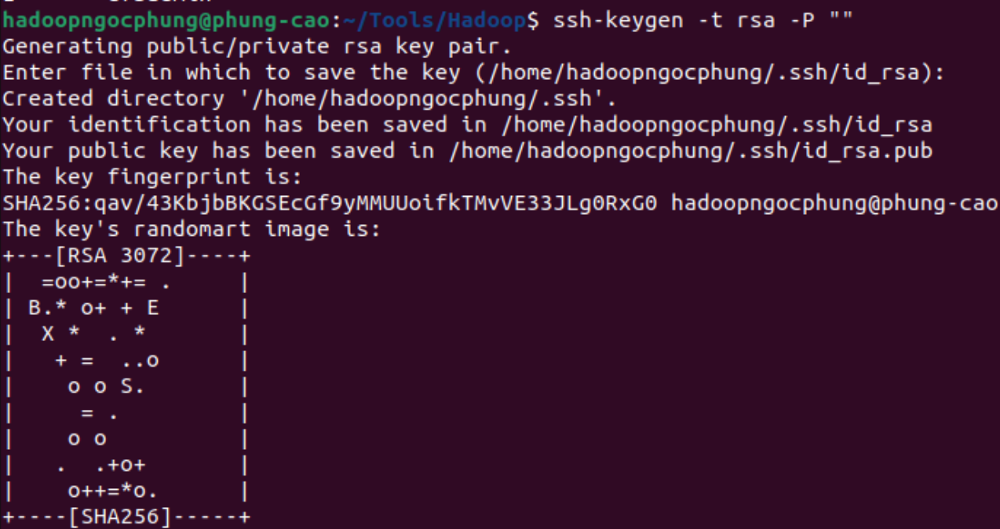 hadoopngocphung@phung-cao:~/Tools/Hadoop$ ssh-keygen -t rsa -P ""
Generating public/private rsa key pair.
Enter file in which to save the key (/home/hadoopngocphung/.ssh/id_rsa):
Created directory '/home/hadoopngocphung/.ssh'.
Your identification has been saved in /home/hadoopngocphung/.ssh/id_rsa
Your public key has been saved in /home/hadoopngocphung/.ssh/id_rsa.pub
The key fingerprint is:
SHA256:qav/43KbjbBKGSEcGf9yMMUUoifkTMvVE33JLg0RxG0 hadoopngocphung@phung-cao
The key's randomart image is:
+---[RSA 3072]----+
|  =oo+=*+= .     |
| B.* o+ + E      |
|  X *  . *       |
|   + =  ..o      |
|    o o S.       |
|     = .         |
|    o o          |
|   .  .+o+       |
|    o++=*o.      |
+----[SHA256]-----+